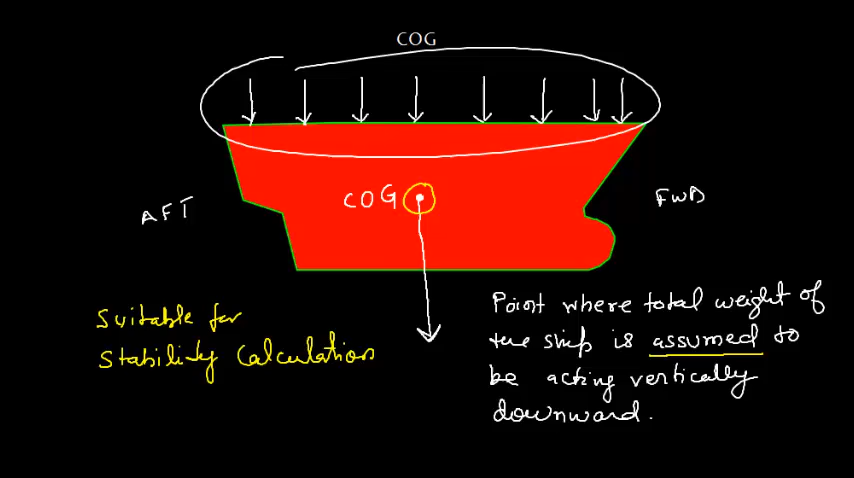 COG
AFT
COG
FWD
Suitable for
Stability Calculation
Point where total weight of
the ship is assumed to
be acting vertically
downward.